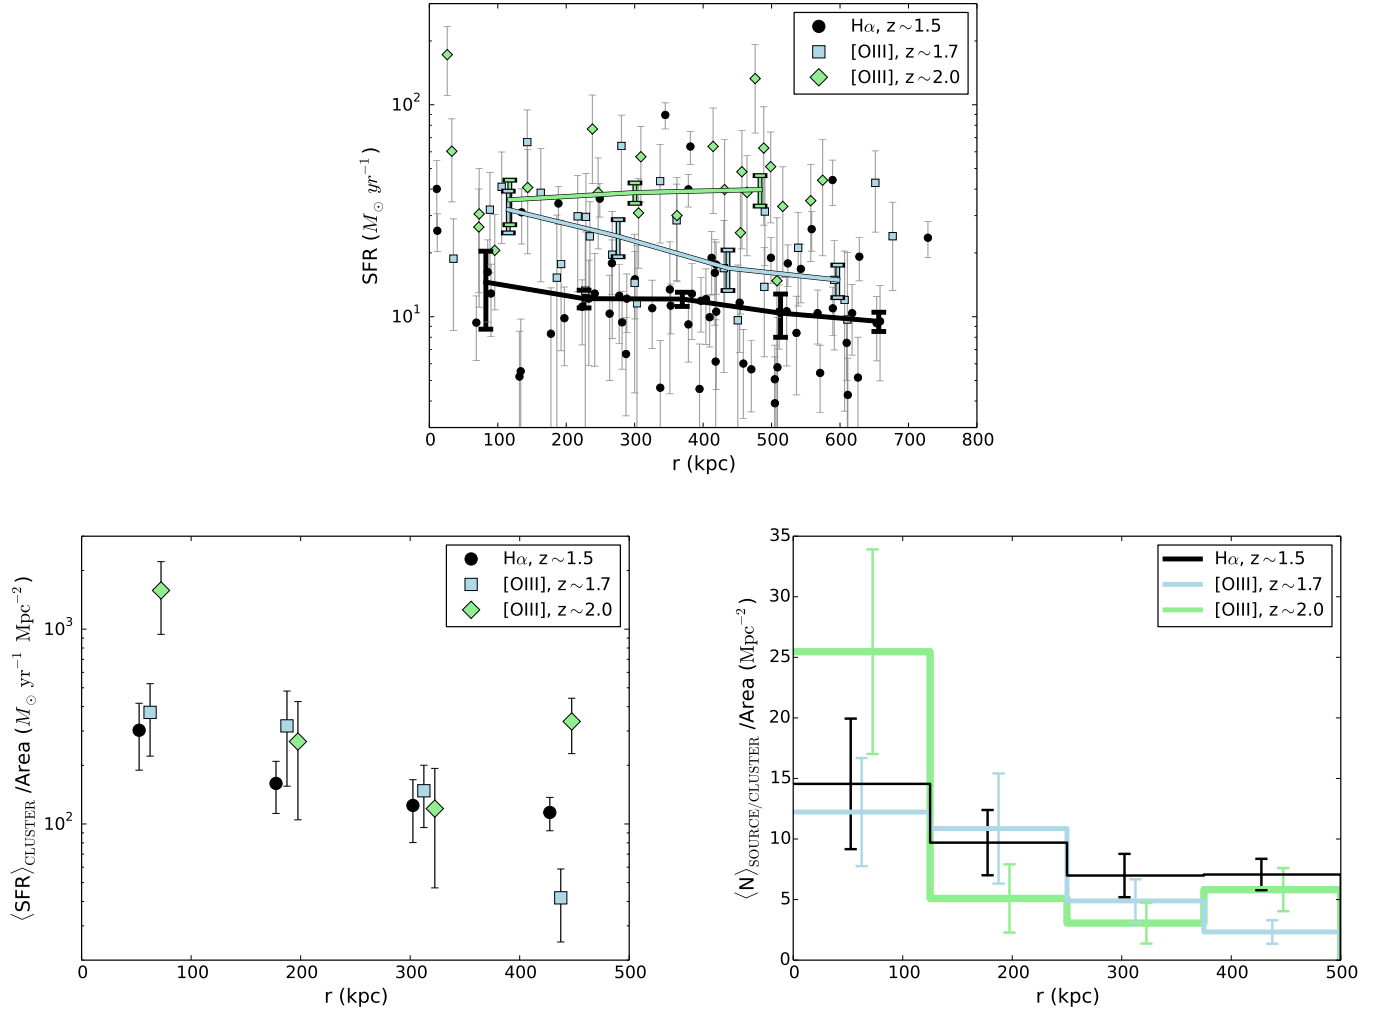 SFR (M⊙ yr⁻¹)
10²
10¹
Hα, z∼1.5
[OIII], z∼1.7
[OIII], z∼2.0
0 100 200 300 400 500 600 700 800
r (kpc)
⟨SFR⟩CLUSTER /Area (M⊙ yr⁻¹ Mpc⁻²)
10³
10²
Hα, z∼1.5
[OIII], z∼1.7
[OIII], z∼2.0
0 100 200 300 400 500
r (kpc)
⟨N⟩SOURCE/CLUSTER /Area (Mpc⁻²)
35
30
25
20
15
10
5
0
Hα, z∼1.5
[OIII], z∼1.7
[OIII], z∼2.0
0 100 200 300 400 500
r (kpc)